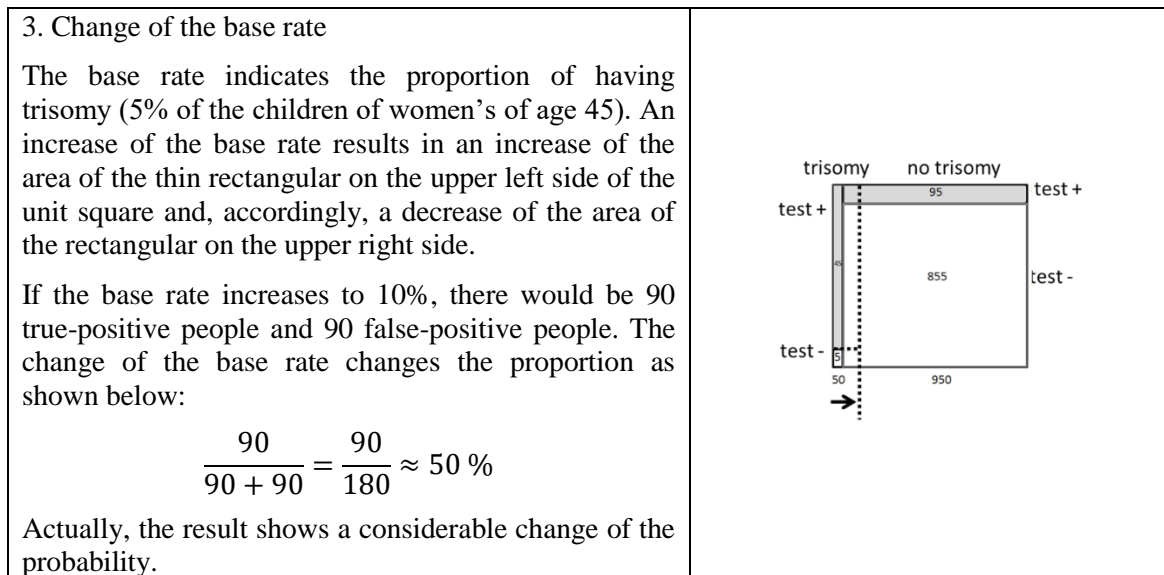 3. Change of the base rate
The base rate indicates the proportion of having
trisomy (5% of the children of women's of age 45). An
increase of the base rate results in an increase of the
area of the thin rectangular on the upper left side of the
unit square and, accordingly, a decrease of the area of
the rectangular on the upper right side.
If the base rate increases to 10%, there would be 90
true-positive people and 90 false-positive people. The
change of the base rate changes the proportion as
shown below:
90/(90 + 90) = 90/180 ≈ 50 %
Actually, the result shows a considerable change of the
probability.
trisomy no trisomy
95 test +
test +
45 855 test -
test - 5
50 950